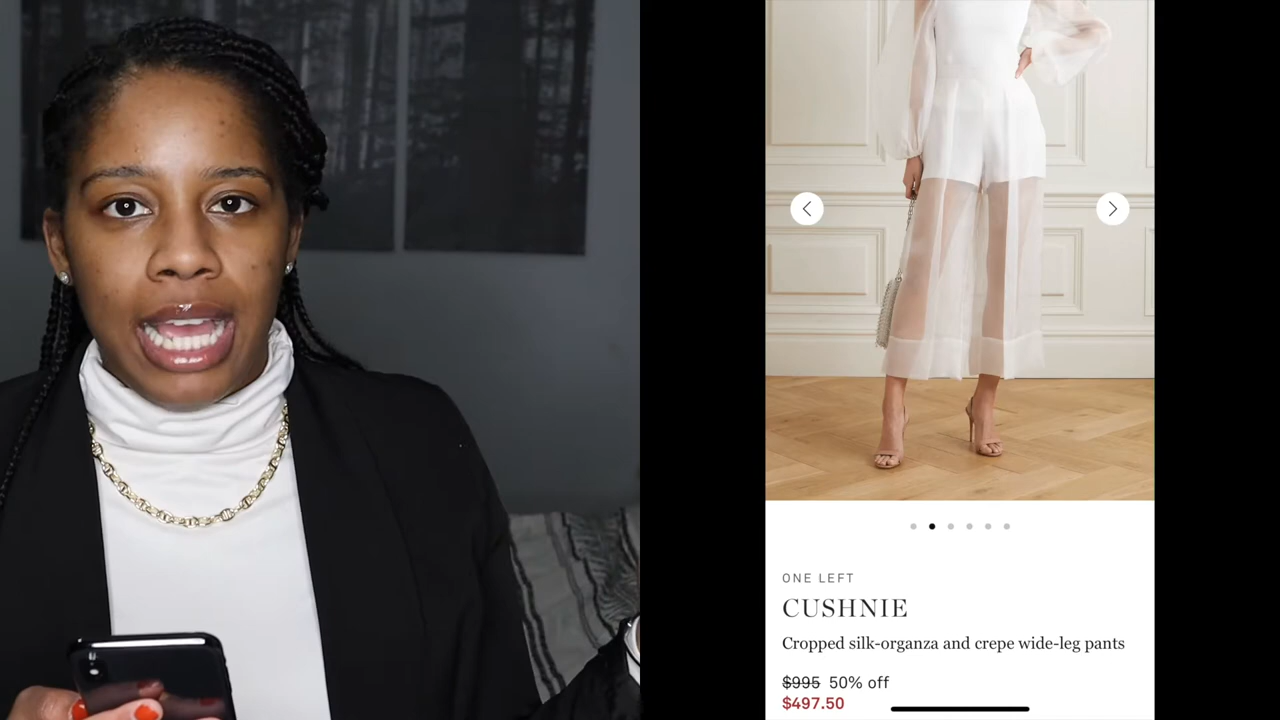 ONE LEFT
CUSHNIE
Cropped silk-organza and crepe wide-leg pants
$995 50% off
$497.50